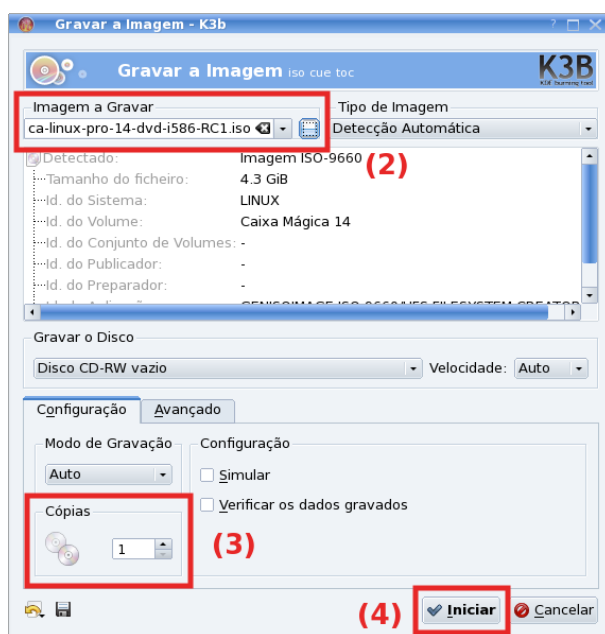 Gravar a Imagem - K3b
Gravar a Imagem iso cue toc
K3B
Imagem a Gravar
Tipo de Imagem
ca-linux-pro-14-dvd-i586-RC1.iso
Detecção Automática
(2)
Detectado: Imagem ISO-9660
Tamanho do ficheiro: 4.3 GiB
Id. do Sistema: LINUX
Id. do Volume: Caixa Mágica 14
Id. do Conjunto de Volumes: -
Id. do Publicador: -
Id. do Preparador: -
Gravar o Disco
Disco CD-RW vazio
Velocidade: Auto
Configuração
Avançado
Modo de Gravação
Auto
Configuração
Simular
Verificar os dados gravados
Cópias
1
(3)
(4)
Iniciar
Cancelar